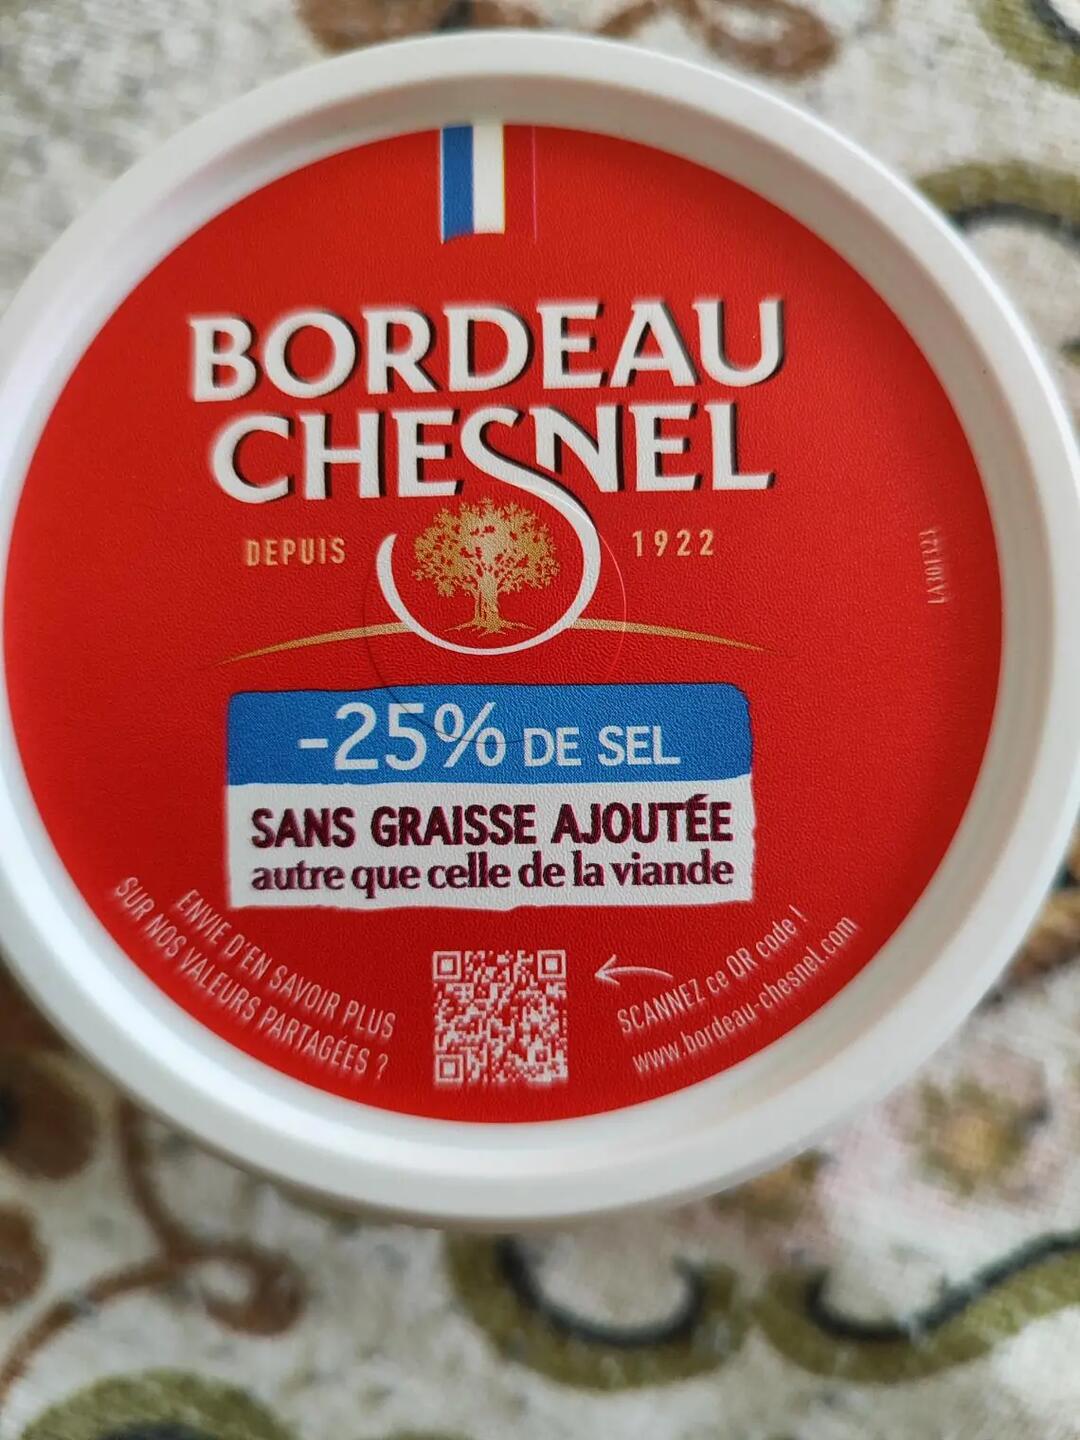 BORDEAU
CHESNEL
DEPUIS 1922
LA301323
-25% DE SEL
SANS GRAISSE AJOUTÉE
autre que celle de la viande
ENVIE D'EN SAVOIR PLUS
SUR NOS VALEURS PARTAGÉES ?
SCANNEZ ce QR code !
www.bordeau-chesnel.com